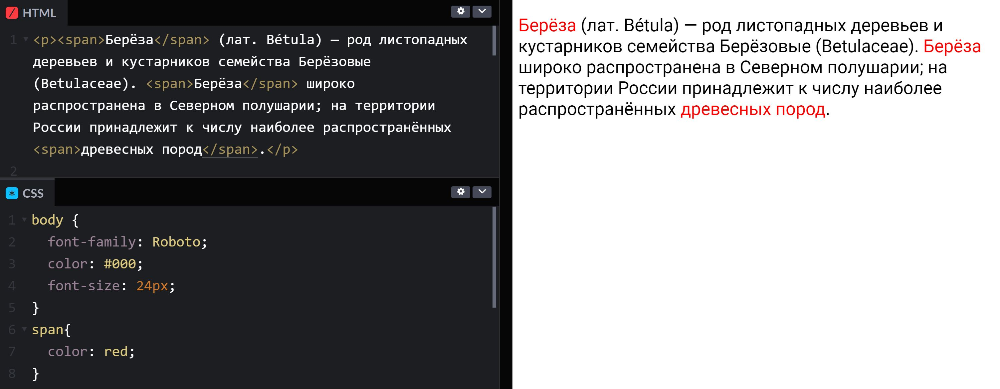 HTML
1 <p><span>Берёза</span> (лат. Bétula) — род листопадных
деревьев и кустарников семейства Берёзовые
(Betulaceae). <span>Берёза</span> широко
распространена в Северном полушарии; на территории
России принадлежит к числу наиболее распространённых
<span>древесных пород</span>.</p>
2
CSS
1 body {
2 font-family: Roboto;
3 color: #000;
4 font-size: 24px;
5 }
6 span{
7 color: red;
8 }
Берёза (лат. Bétula) — род листопадных деревьев и
кустарников семейства Берёзовые (Betulaceae). Берёза
широко распространена в Северном полушарии; на
территории России принадлежит к числу наиболее
распространённых древесных пород.